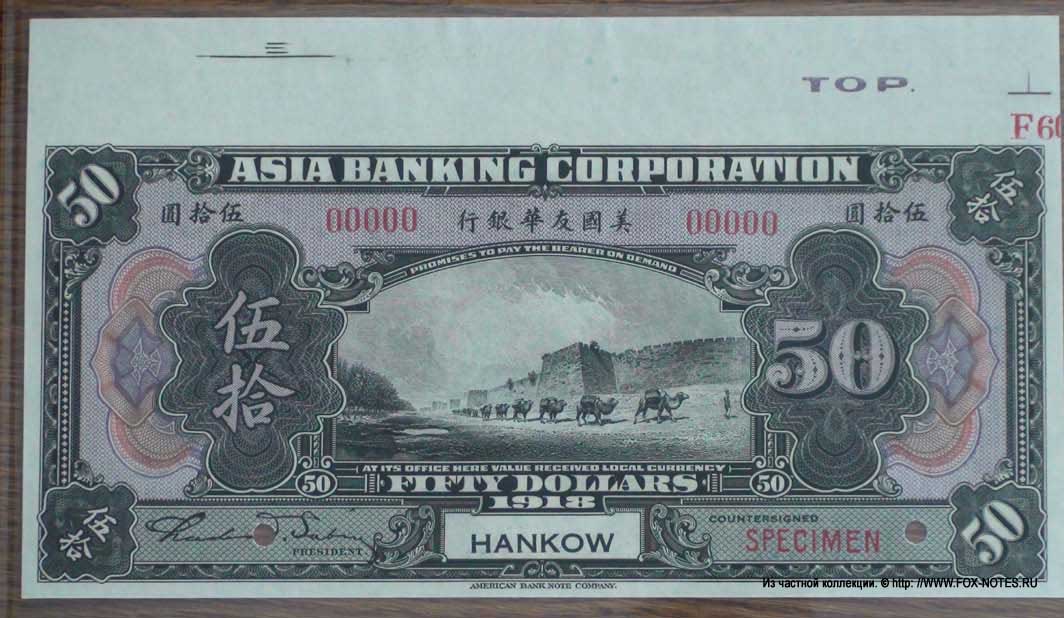 三
TOP.
F60
50
ASIA BANKING CORPORATION
伍拾
圓拾伍
00000
行銀華友國美
00000
圓拾伍
PROMISES TO PAY THE BEARER ON DEMAND
伍拾
50
AT ITS OFFICE HERE VALUE RECEIVED LOCAL CURRENCY
50
FIFTY DOLLARS
50
1918
伍拾
PRESIDENT.
HANKOW
COUNTERSIGNED
SPECIMEN
50
AMERICAN BANK NOTE COMPANY.
Из частной коллекции. © http: //WWW.FOX-NOTES.RU